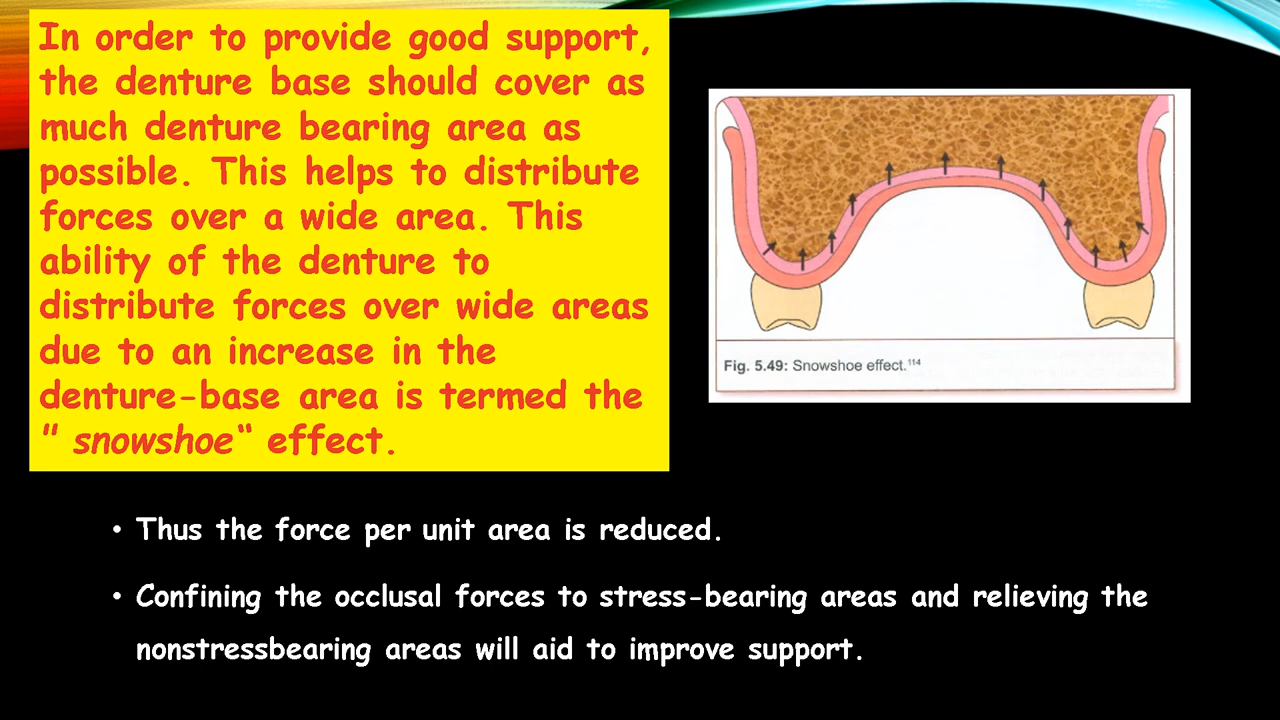 In order to provide good support,
the denture base should cover as
much denture bearing area as
possible. This helps to distribute
forces over a wide area. This
ability of the denture to
distribute forces over wide areas
due to an increase in the
denture-base area is termed the
" snowshoe“ effect.
Fig. 5.49: Snowshoe effect.114
• Thus the force per unit area is reduced.
• Confining the occlusal forces to stress-bearing areas and relieving the
nonstressbearing areas will aid to improve support.